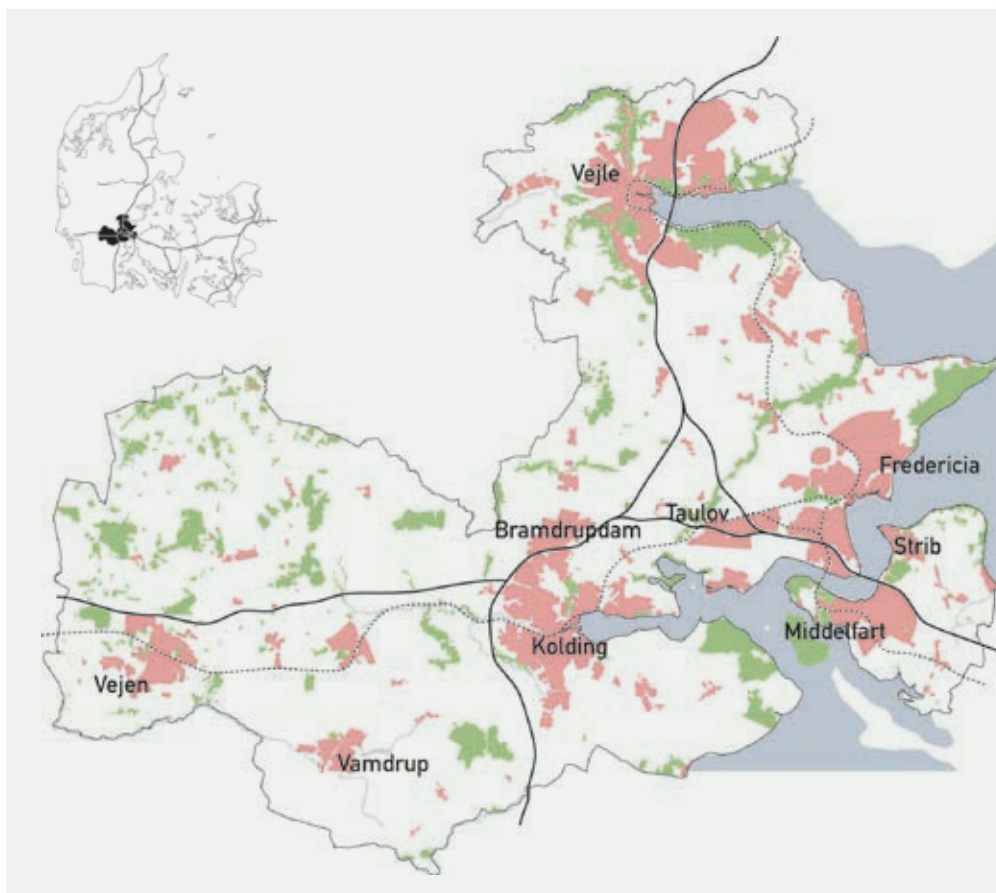 Vejle
Fredericia
Taulov
Bramdrupdam
Strib
Middelfart
Kolding
Vejen
Vamdrup